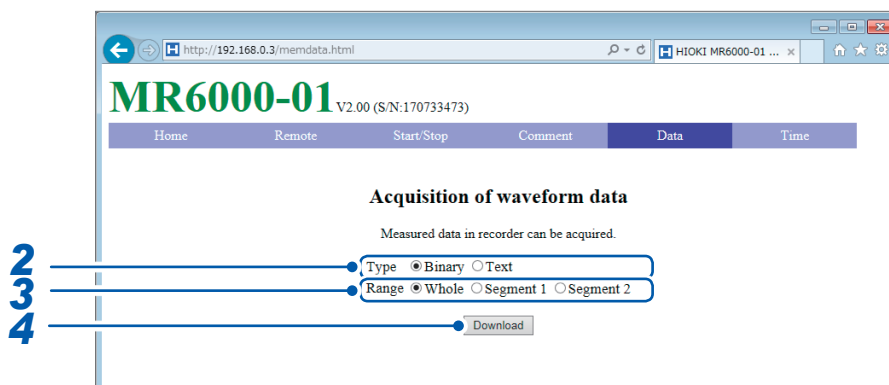 http://192.168.0.3/memdata.html
H HIOKI MR6000-01 ... ×
MR6000-01 V2.00 (S/N:170733473)
Home Remote Start/Stop Comment Data Time
Acquisition of waveform data
Measured data in recorder can be acquired.
2 Type Binary Text
3 Range Whole Segment 1 Segment 2
4 Download